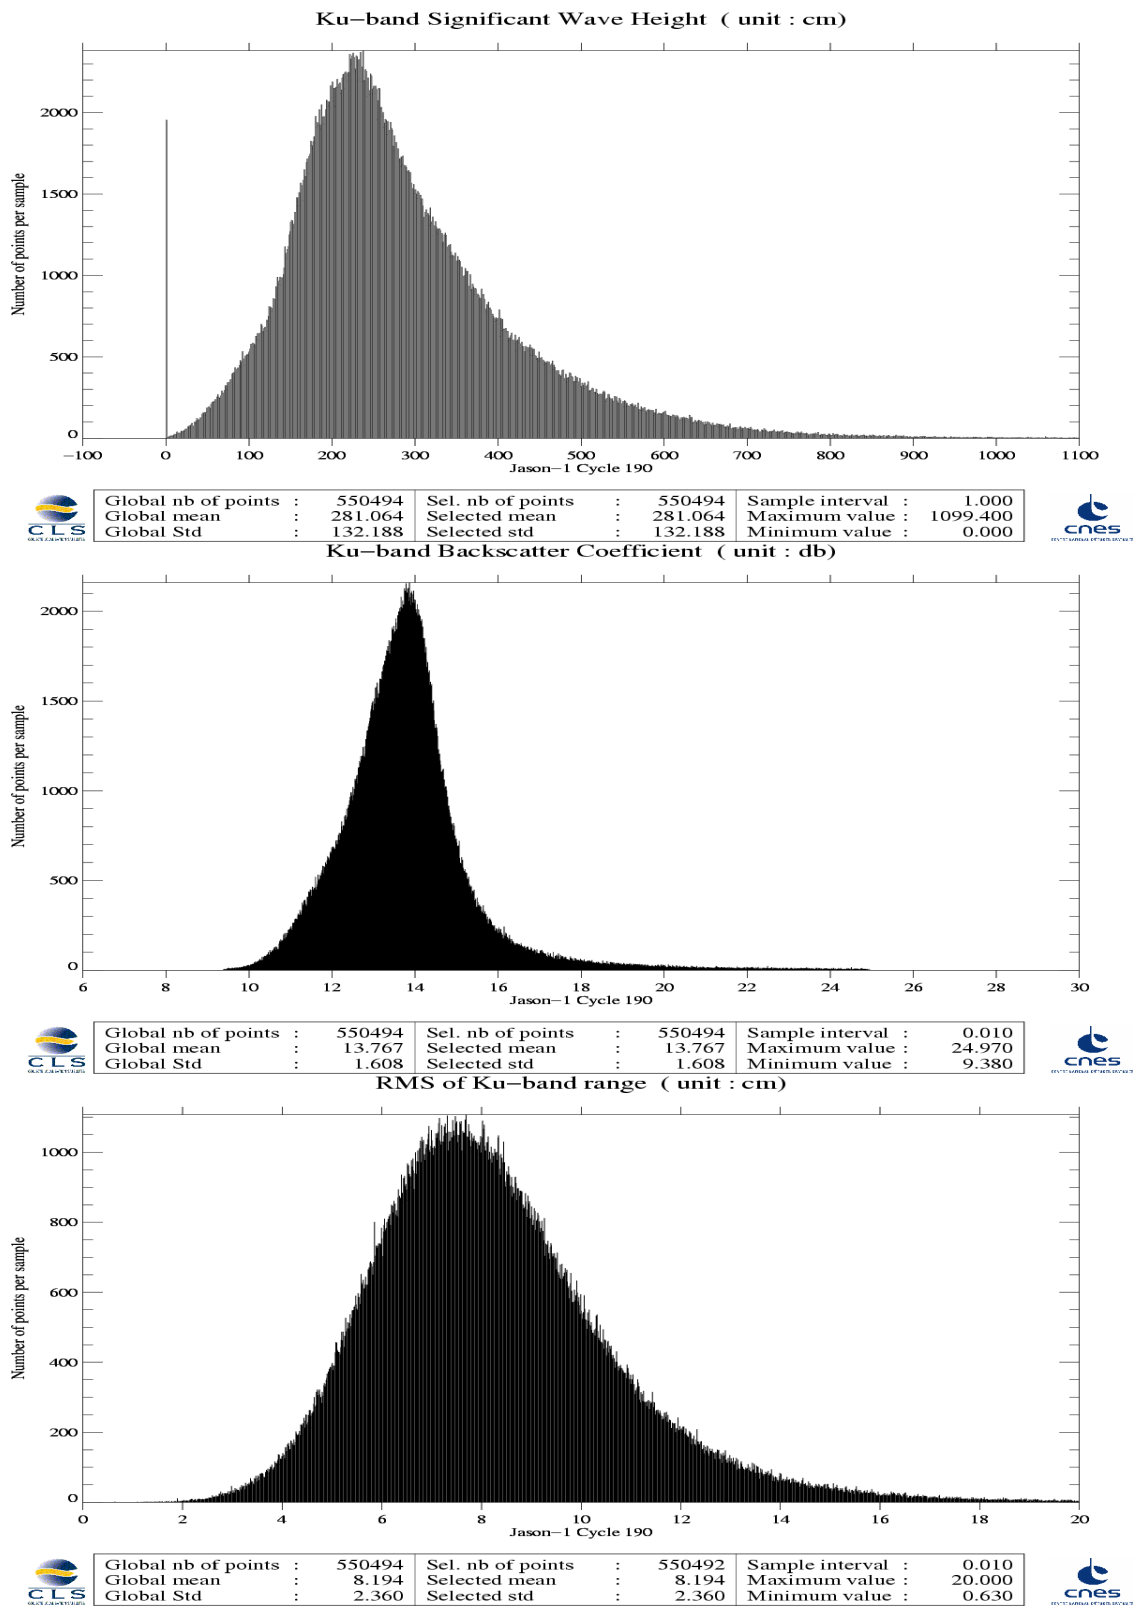 Ku−band Significant Wave Height ( unit : cm)
Number of points per sample
2000
1500
1000
500
0
−100 0 100 200 300 400 500 600 700 800 900 1000 1100
Jason−1 Cycle 190
CLS
Global nb of points : 550494 Sel. nb of points : 550494 Sample interval : 1.000
Global mean : 281.064 Selected mean : 281.064 Maximum value : 1099.400
Global Std : 132.188 Selected std : 132.188 Minimum value : 0.000
cnes
Ku−band Backscatter Coefficient ( unit : db)
Number of points per sample
2000
1500
1000
500
0
6 8 10 12 14 16 18 20 22 24 26 28 30
Jason−1 Cycle 190
CLS
Global nb of points : 550494 Sel. nb of points : 550494 Sample interval : 0.010
Global mean : 13.767 Selected mean : 13.767 Maximum value : 24.970
Global Std : 1.608 Selected std : 1.608 Minimum value : 9.380
cnes
RMS of Ku−band range ( unit : cm)
Number of points per sample
1000
800
600
400
200
0
0 2 4 6 8 10 12 14 16 18 20
Jason−1 Cycle 190
CLS
Global nb of points : 550494 Sel. nb of points : 550492 Sample interval : 0.010
Global mean : 8.194 Selected mean : 8.194 Maximum value : 20.000
Global Std : 2.360 Selected std : 2.360 Minimum value : 0.630
cnes